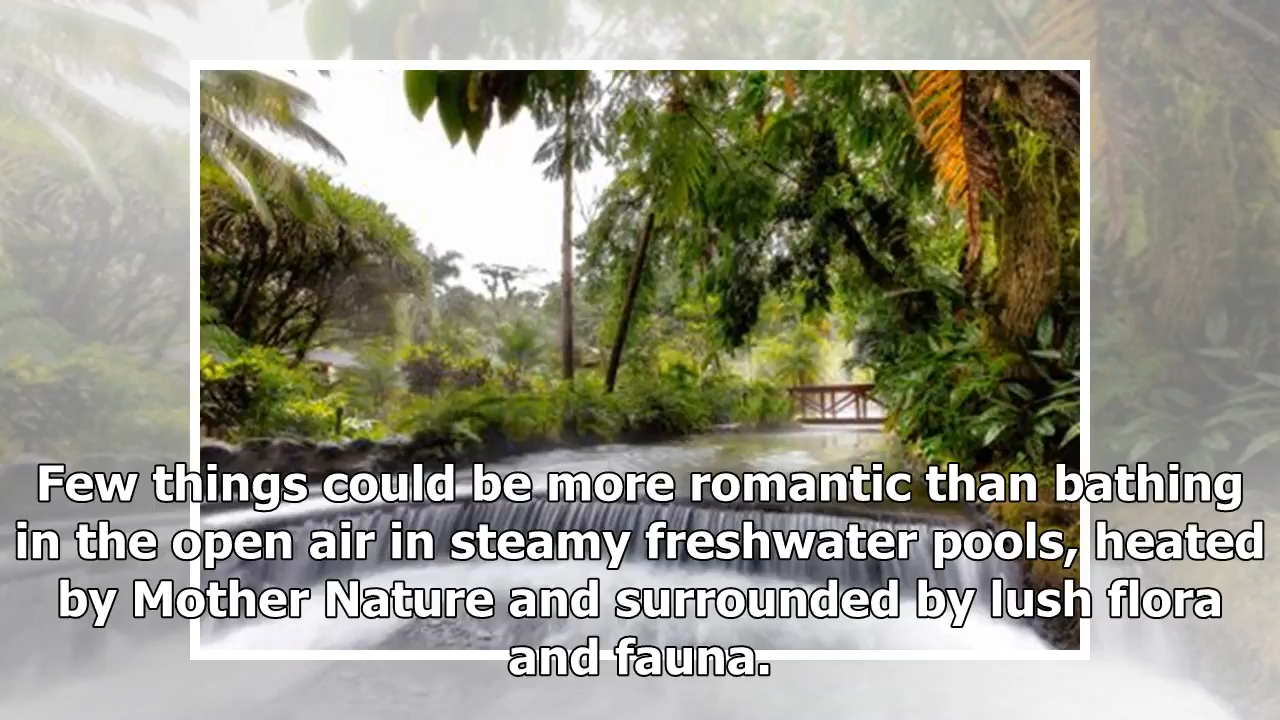 Few things could be more romantic than bathing
in the open air in steamy freshwater pools, heated
by Mother Nature and surrounded by lush flora
and fauna.